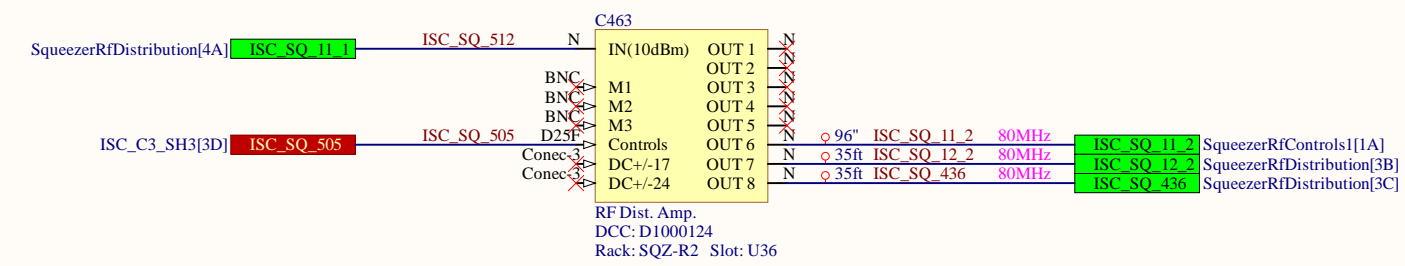 C463
SqueezerRfDistribution[4A] ISC_SQ_11_1 ISC_SQ_512 N IN(10dBm) OUT 1 N
OUT 2 N
BNC M1 OUT 3 N
BNC M2 OUT 4 N
BNC M3 OUT 5 N
ISC_C3_SH3[3D] ISC_SQ_505 ISC_SQ_505 D25F Controls OUT 6 N 96" ISC_SQ_11_2 80MHz ISC_SQ_11_2 SqueezerRfControls1[1A]
Conec-3 DC+/-17 OUT 7 N 35ft ISC_SQ_12_2 80MHz ISC_SQ_12_2 SqueezerRfDistribution[3B]
Conec-3 DC+/-24 OUT 8 N 35ft ISC_SQ_436 80MHz ISC_SQ_436 SqueezerRfDistribution[3C]
RF Dist. Amp.
DCC: D1000124
Rack: SQZ-R2 Slot: U36